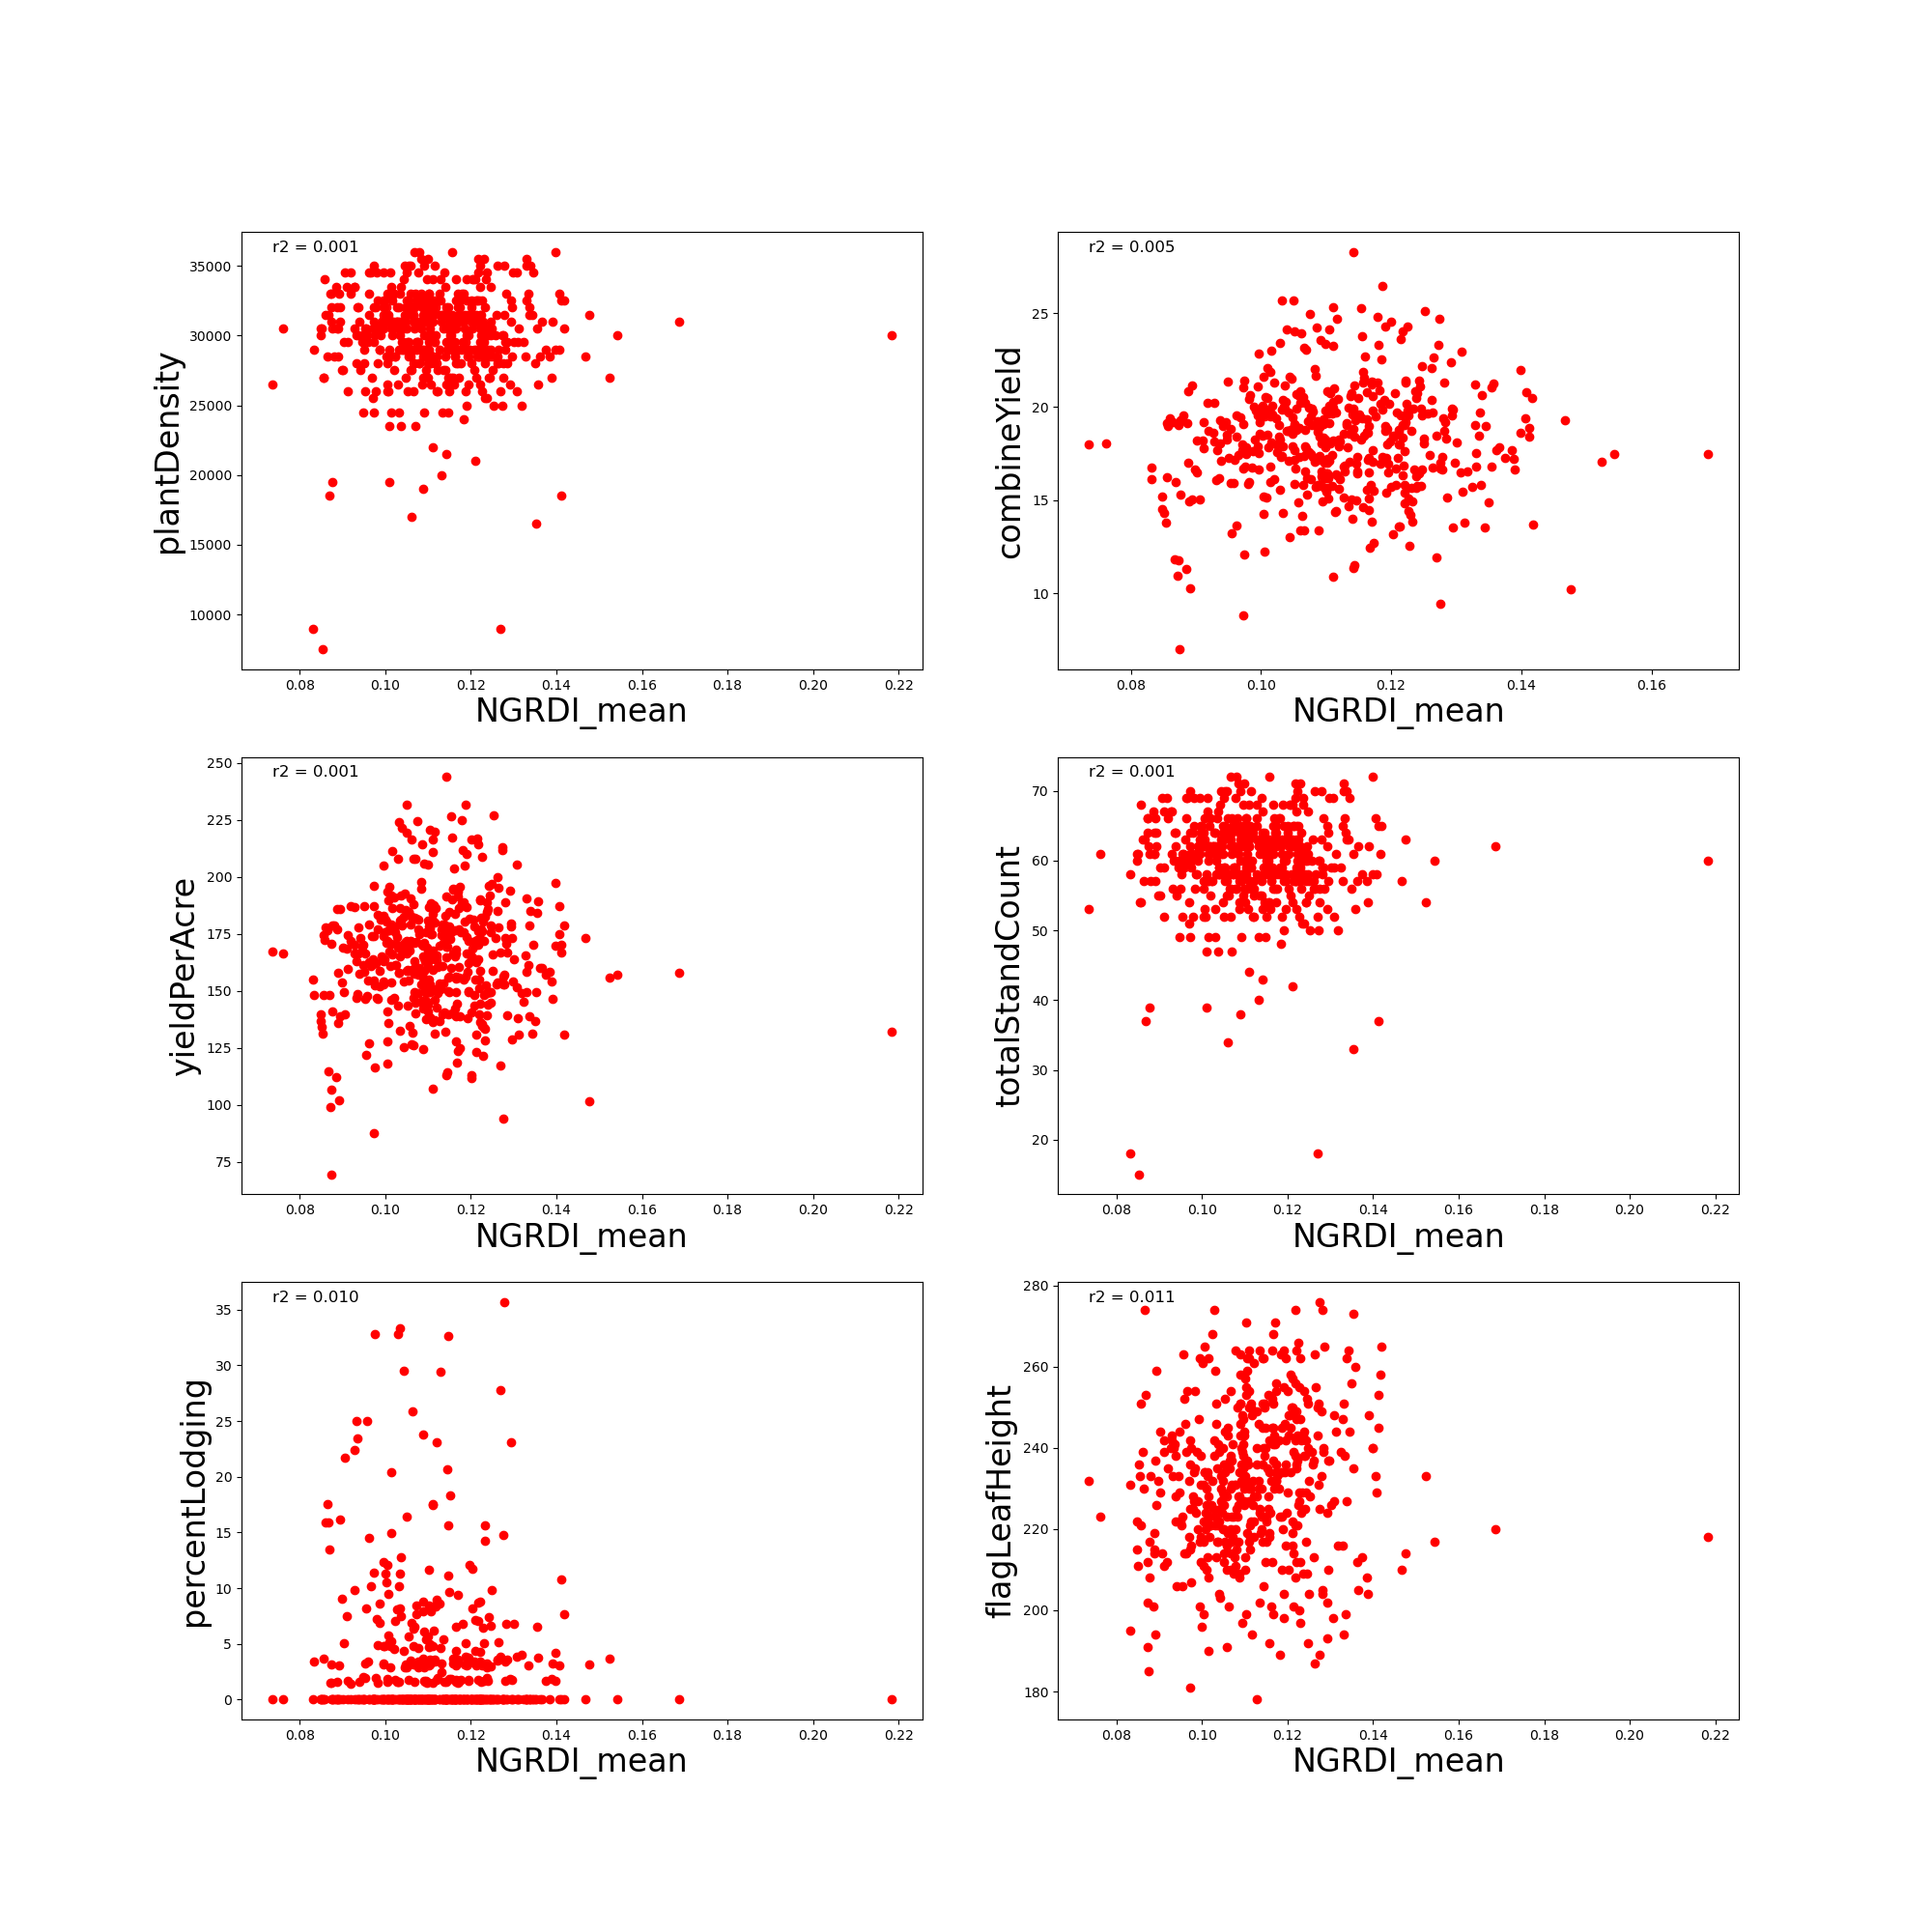 r2 = 0.001
35000
30000
25000
20000
15000
10000
plantDensity
0.08 0.10 0.12 0.14 0.16 0.18 0.20 0.22
NGRDI_mean
r2 = 0.005
25
20
15
10
combineYield
0.08 0.10 0.12 0.14 0.16
NGRDI_mean
r2 = 0.001
250
225
200
175
150
125
100
75
yieldPerAcre
0.08 0.10 0.12 0.14 0.16 0.18 0.20 0.22
NGRDI_mean
r2 = 0.001
70
60
50
40
30
20
totalStandCount
0.08 0.10 0.12 0.14 0.16 0.18 0.20 0.22
NGRDI_mean
r2 = 0.010
35
30
25
20
15
10
5
0
percentLodging
0.08 0.10 0.12 0.14 0.16 0.18 0.20 0.22
NGRDI_mean
r2 = 0.011
280
260
240
220
200
180
flagLeafHeight
0.08 0.10 0.12 0.14 0.16 0.18 0.20 0.22
NGRDI_mean